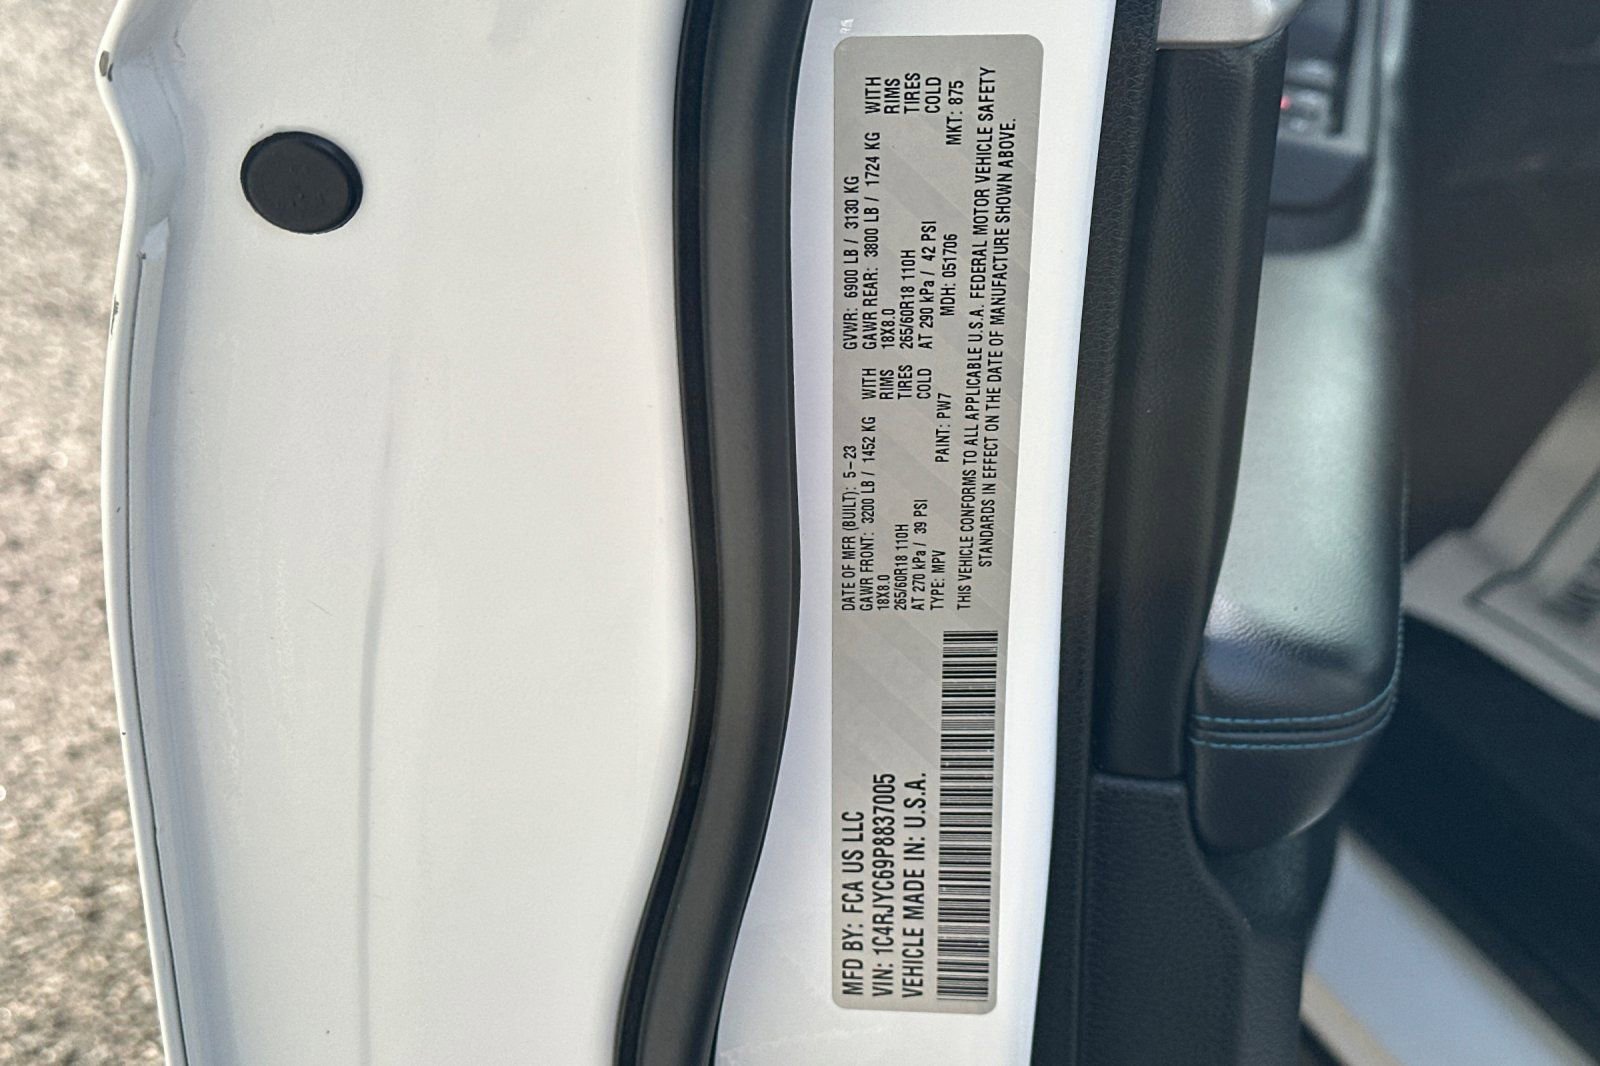 MFD BY: FCA US LLC
VIN: 1C4RJYC69P8837005
VEHICLE MADE IN: U.S.A.
DATE OF MFR (BUILT): 5-23
GAWR FRONT: 3200 LB / 1452 KG WITH
18X8.0 RIMS
265/60R18 110H TIRES
AT 270 kPa / 39 PSI COLD
TYPE: MPV PAINT: PW7
GVWR: 6900 LB / 3130 KG
GAWR REAR: 3800 LB / 1724 KG WITH
18X8.0 RIMS
265/60R18 110H TIRES
AT 290 kPa / 42 PSI COLD
MDH: 051706 MKT: 875
THIS VEHICLE CONFORMS TO ALL APPLICABLE U.S.A. FEDERAL MOTOR VEHICLE SAFETY
STANDARDS IN EFFECT ON THE DATE OF MANUFACTURE SHOWN ABOVE.